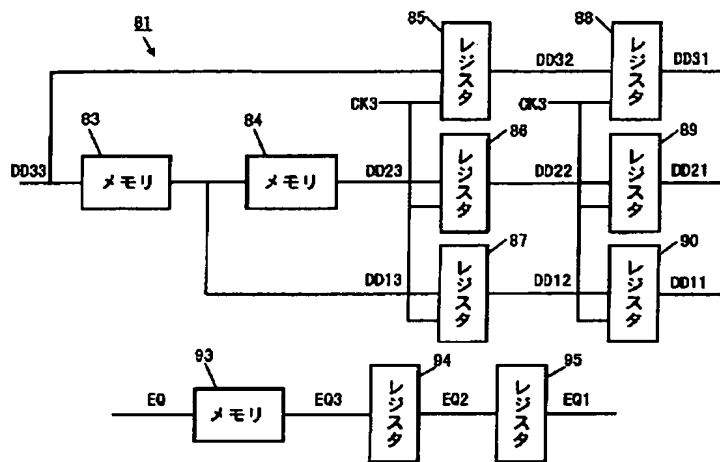 81
85
88
レジスタ
DD32
レジスタ
DD31
CK3
CK3
83
84
86
89
DD33
メモリ
メモリ
DD23
レジスタ
DD22
レジスタ
DD21
87
90
DD13
レジスタ
DD12
レジスタ
DD11
93
94
95
EQ
メモリ
EQ3
レジスタ
EQ2
レジスタ
EQ1